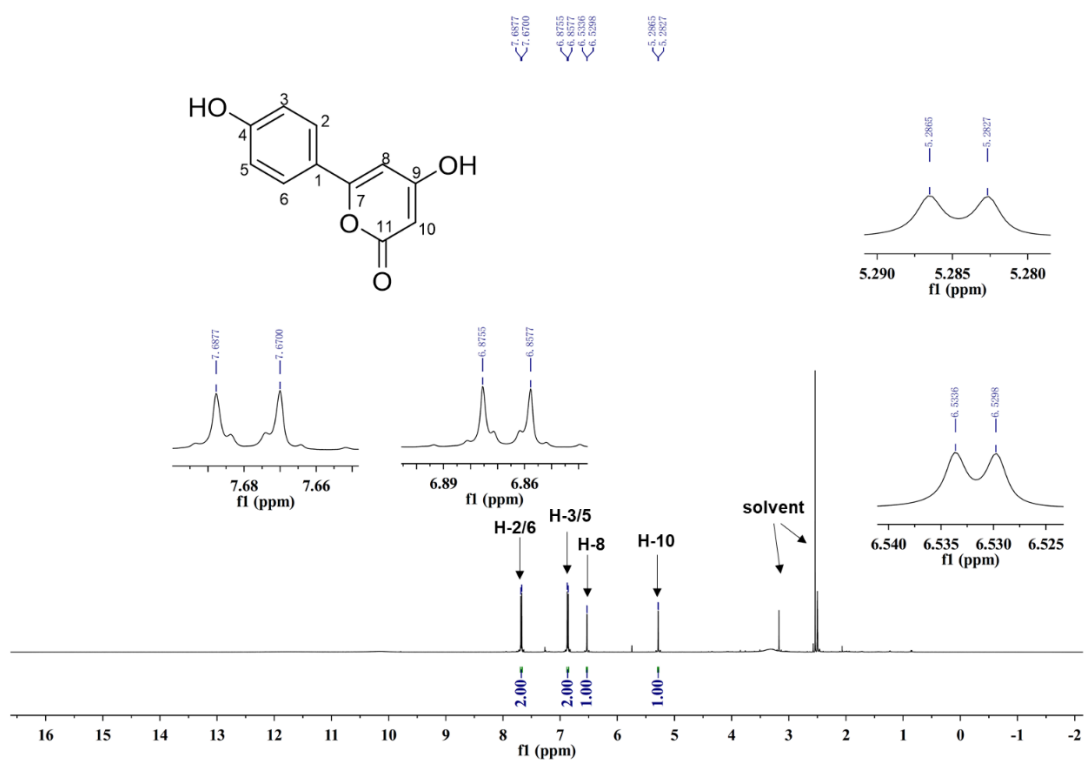 7.6877
7.6700
6.8755
6.8577
6.5336
6.5298
5.2865
5.2827
HO
3
2
4
5
6
1
8
9
OH
7
O
11
10
O
5.2865
5.2827
5.290 5.285 5.280
f1 (ppm)
7.6877
7.6700
7.68 7.66
f1 (ppm)
6.8755
6.8577
6.89 6.86
f1 (ppm)
6.5336
6.5298
6.540 6.535 6.530 6.525
f1 (ppm)
H-2/6
H-3/5
H-8
H-10
solvent
2.00
2.00
1.00
1.00
16 15 14 13 12 11 10 9 8 7 6 5 4 3 2 1 0 -1 -2
f1 (ppm)